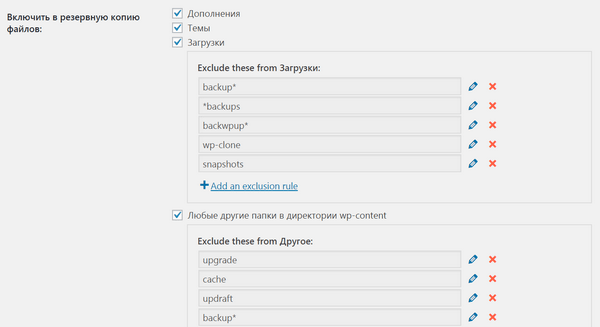 Включить в резервную копию
файлов:
Дополнения
Темы
Загрузки
Exclude these from Загрузки:
backup*
*backups
backwpup*
wp-clone
snapshots
Add an exclusion rule
Любые другие папки в директории wp-content
Exclude these from Другое:
upgrade
cache
updraft
backup*